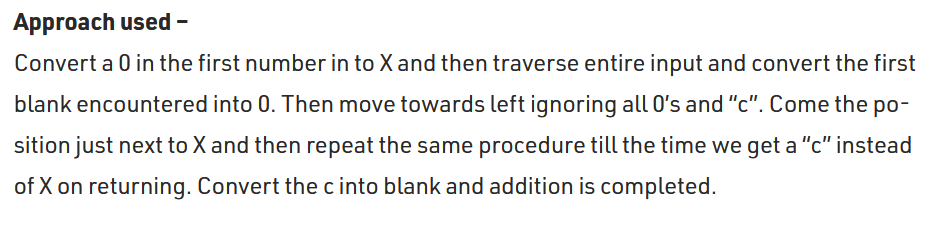 Approach used –
Convert a 0 in the first number in to X and then traverse entire input and convert the first
blank encountered into 0. Then move towards left ignoring all 0’s and “c”. Come the po-
sition just next to X and then repeat the same procedure till the time we get a “c” instead
of X on returning. Convert the c into blank and addition is completed.